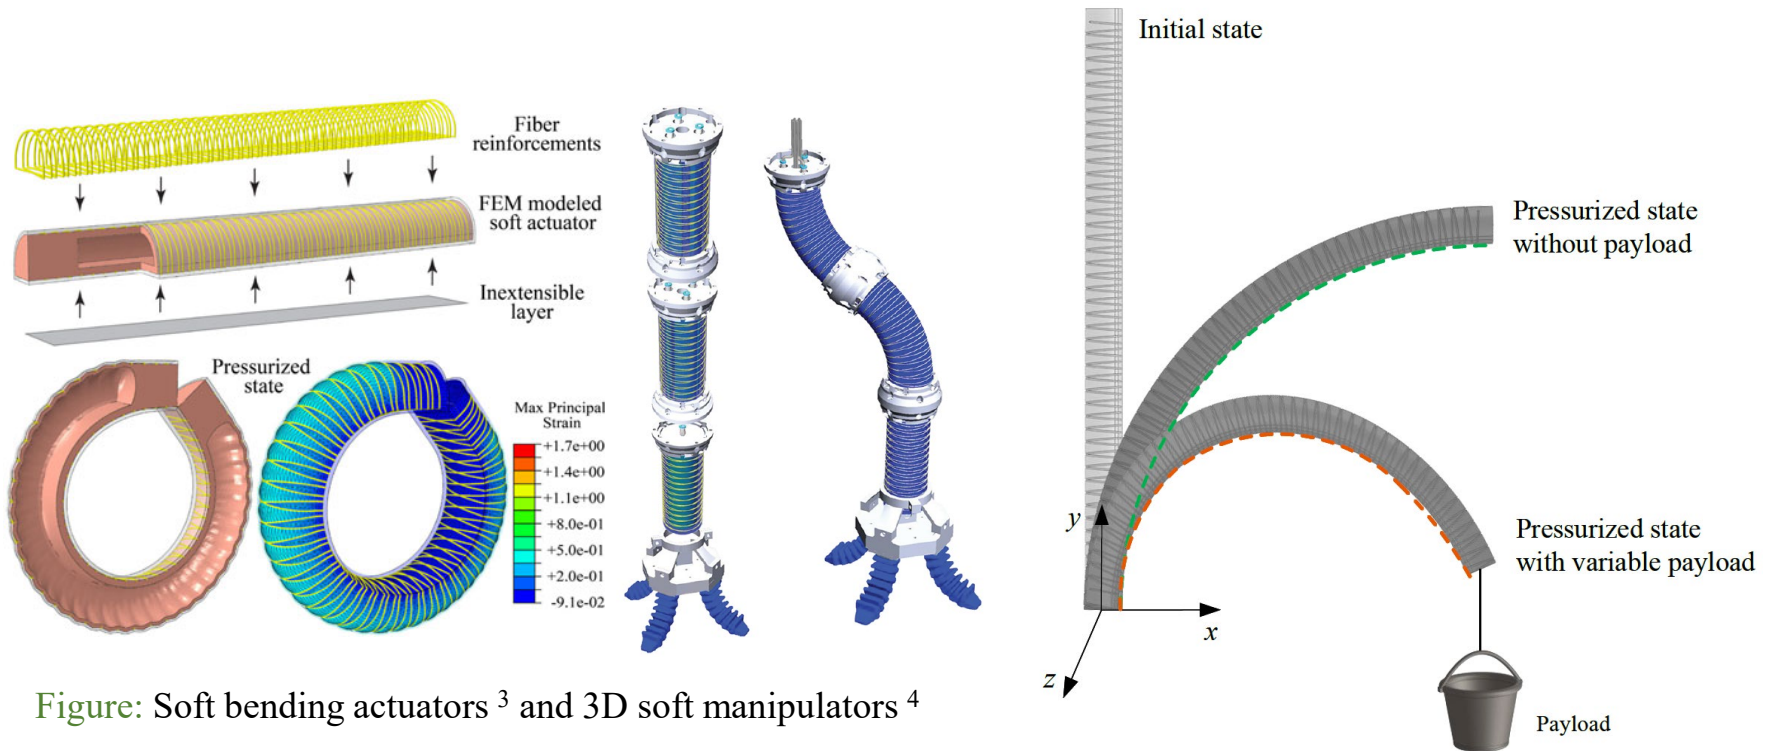 Fiber
reinforcements
FEM modeled
soft actuator
Inextensible
layer
Pressurized
state
Max Principal
Strain
+1.7e+00
+1.4e+00
+1.1e+00
+8.0e-01
+5.0e-01
+2.0e-01
-9.1e-02
Figure: Soft bending actuators 3 and 3D soft manipulators 4
Initial state
Pressurized state
without payload
y
x
z
Pressurized state
with variable payload
Payload